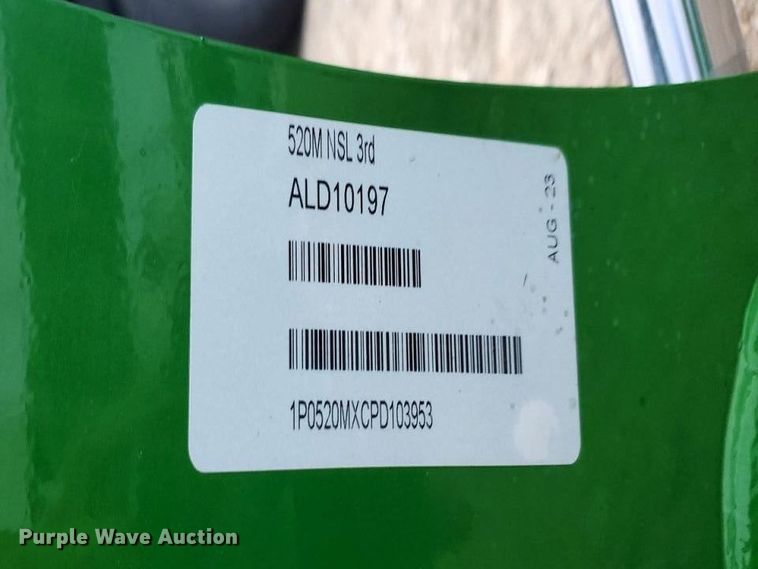 520M NSL 3rd
ALD10197
AUG - 23
1P0520MXCPD103953
Purple Wave Auction